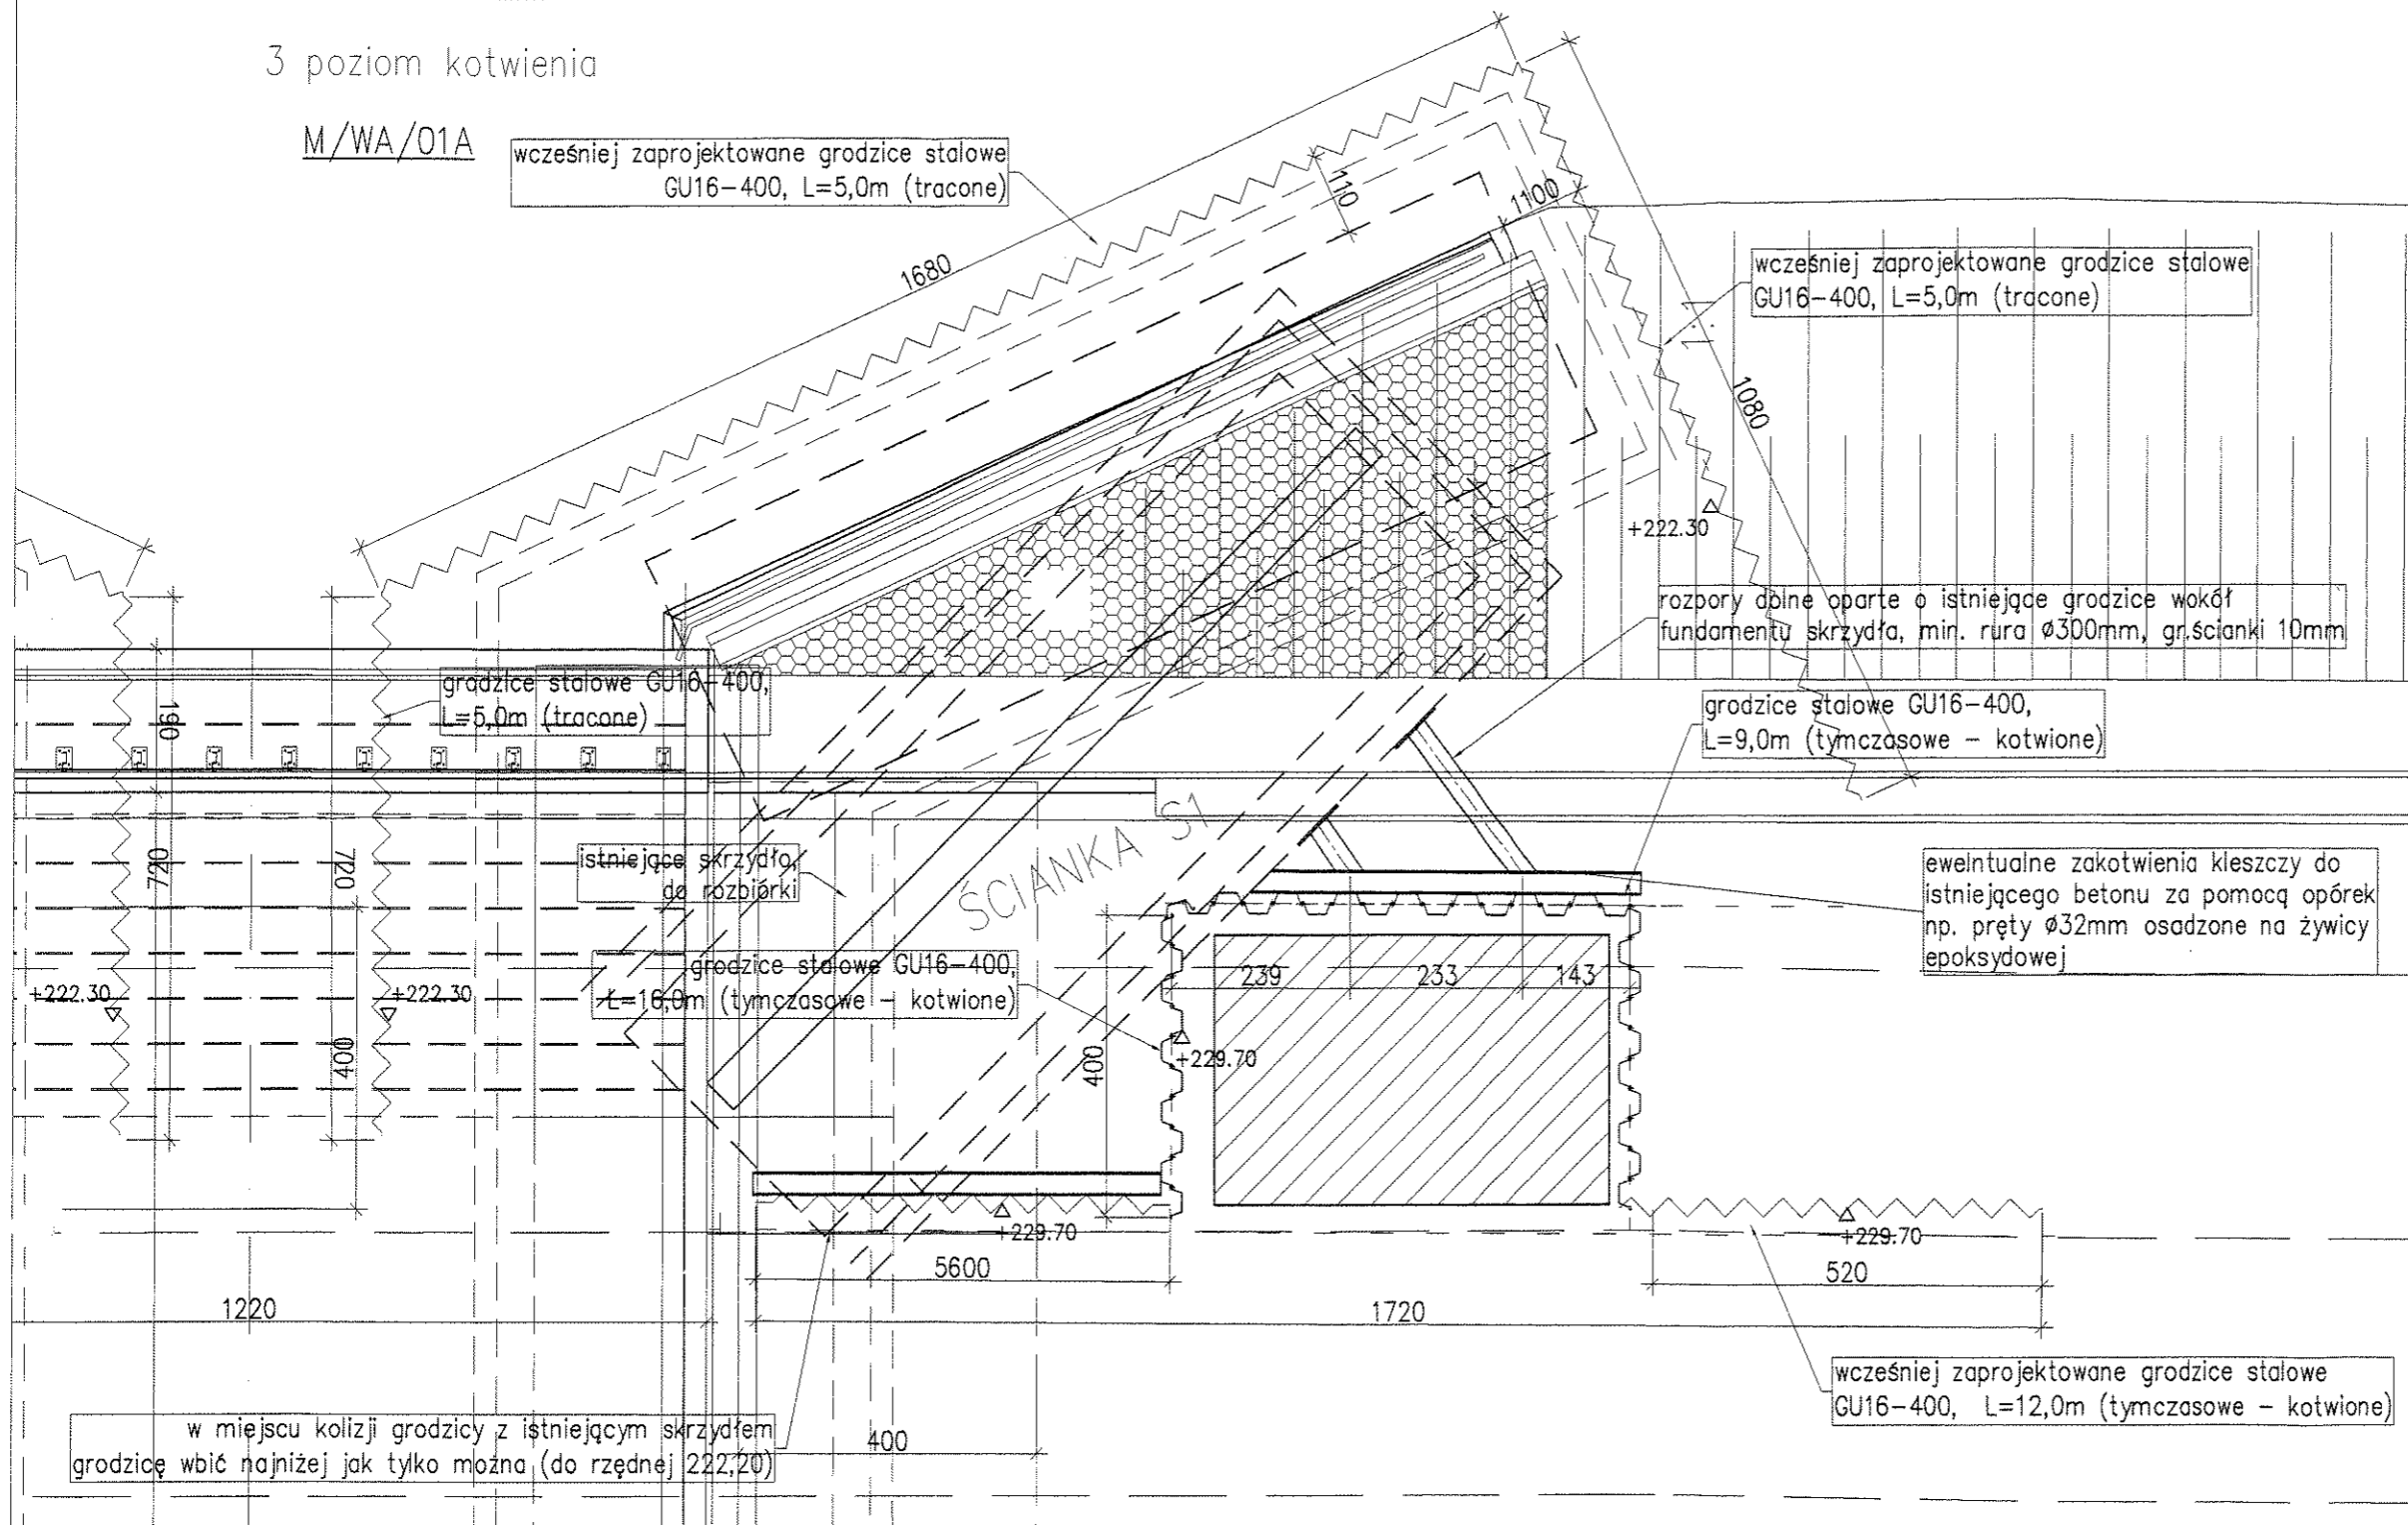 3 poziom kotwienia
M/WA/01A
wcześniej zaprojektowane grodzice stalowe
GU16-400, L=5,0m (tracone)
1680
110
1100
wcześniej zaprojektowane grodzice stalowe
GU16-400, L=5,0m (tracone)
1:1
1080
+222.30
rozpory dolne oparte o istniejące grodzice wokół
fundamentu skrzydła, min. rura ø300mm, gr.ścianki 10mm
grodzice stalowe GU16-400,
L=5,0m (tracone)
190
grodzice stalowe GU16-400,
L=9,0m (tymczasowe - kotwione)
720
720
istniejące skrzydło,
do rozbiórki
ŚCIANKA S1
ewelntualne zakotwienia kleszczy do
istniejącego betonu za pomocą opórek
np. pręty ø32mm osadzone na żywicy
epoksydowej
grodzice stalowe GU16-400,
L=16,0m (tymczasowe - kotwione)
239
233
143
+222.30
+222.30
400
400
+229.70
+229.70
+229.70
5600
520
1220
1720
wcześniej zaprojektowane grodzice stalowe
GU16-400, L=12,0m (tymczasowe - kotwione)
w miejscu kolizji grodzicy z istniejącym skrzydłem
grodzicę wbić najniżej jak tylko można (do rzędnej 222,20)
400